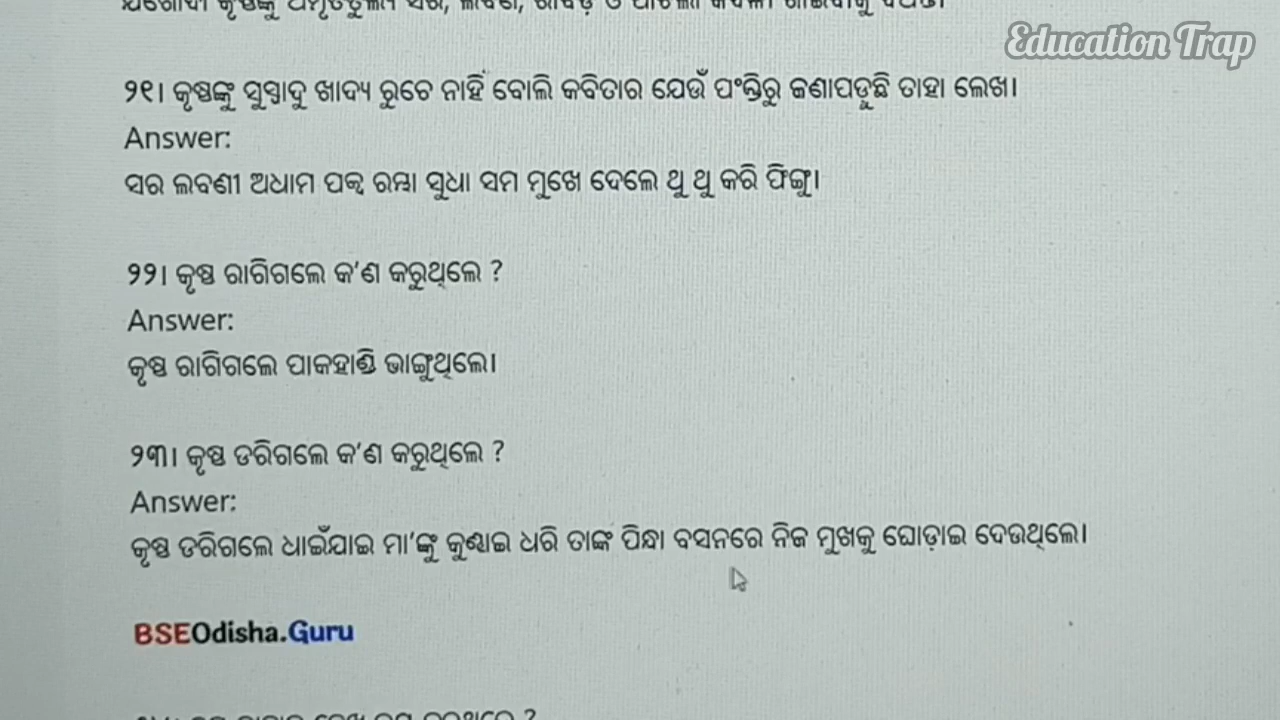 Education Trap
୨୧। କୃଷ୍ଣଙ୍କୁ ସୁସ୍ବାଦୁ ଖାଦ୍ୟ ରୁଚେ ନାହିଁ ବୋଲି କବିତାର ଯେଉଁ ପଂକ୍ତିରୁ ଜଣାପଡ଼ୁଛି ତାହା ଲେଖ।
Answer:
ସର ଲବଣୀ ଅଧାମ ପକ୍ୱ ରମ୍ଭା ସୁଧା ସମ ମୁଖେ ଦେଲେ ଥୁ ଥୁ କରି ଫିଙ୍ଗୁ।
୨୨। କୃଷ୍ଣ ରାଗିଗଲେ କ'ଣ କରୁଥିଲେ ?
Answer:
କୃଷ୍ଣ ରାଗିଗଲେ ପାକହାଣ୍ଡି ଭାଙ୍ଗୁଥିଲେ।
୨୩। କୃଷ୍ଣ ଡରିଗଲେ କ'ଣ କରୁଥିଲେ ?
Answer:
କୃଷ୍ଣ ଡରିଗଲେ ଧାଇଁଯାଇ ମା'ଙ୍କୁ କୁଣ୍ଢାଇ ଧରି ତାଙ୍କ ପିନ୍ଧା ବସନରେ ନିଜ ମୁଖକୁ ଘୋଡ଼ାଇ ଦେଉଥିଲେ।
BSEOdisha.Guru